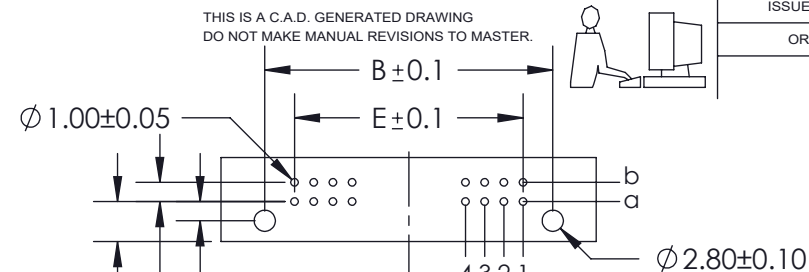 THIS IS A C.A.D. GENERATED DRAWING
DO NOT MAKE MANUAL REVISIONS TO MASTER.
ISSUE
OR
B ±0.1
E ±0.1
∅ 1.00±0.05
b
a
4 3 2 1
∅ 2.80±0.10